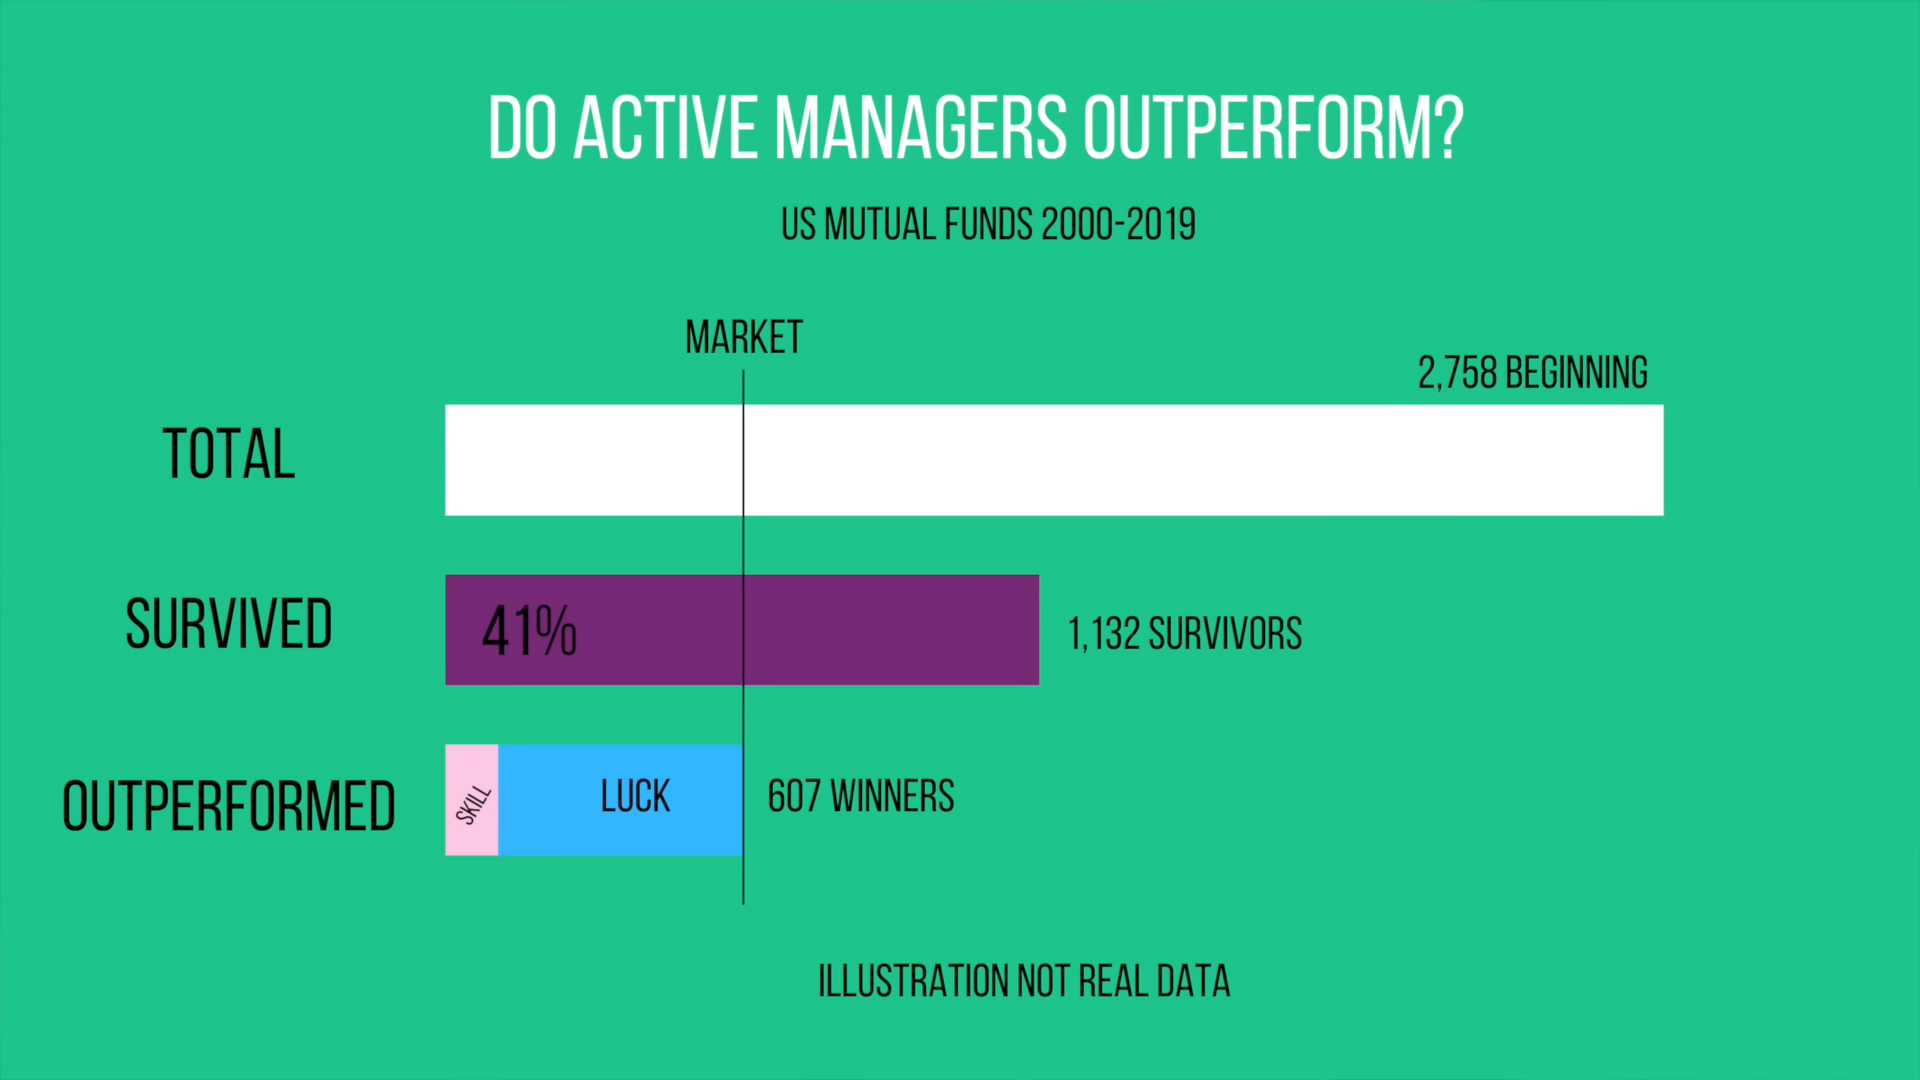 DO ACTIVE MANAGERS OUTPERFORM?
US MUTUAL FUNDS 2000-2019
MARKET
2,758 BEGINNING
TOTAL
SURVIVED
41%
1,132 SURVIVORS
OUTPERFORMED
SKILL
LUCK
607 WINNERS
ILLUSTRATION NOT REAL DATA